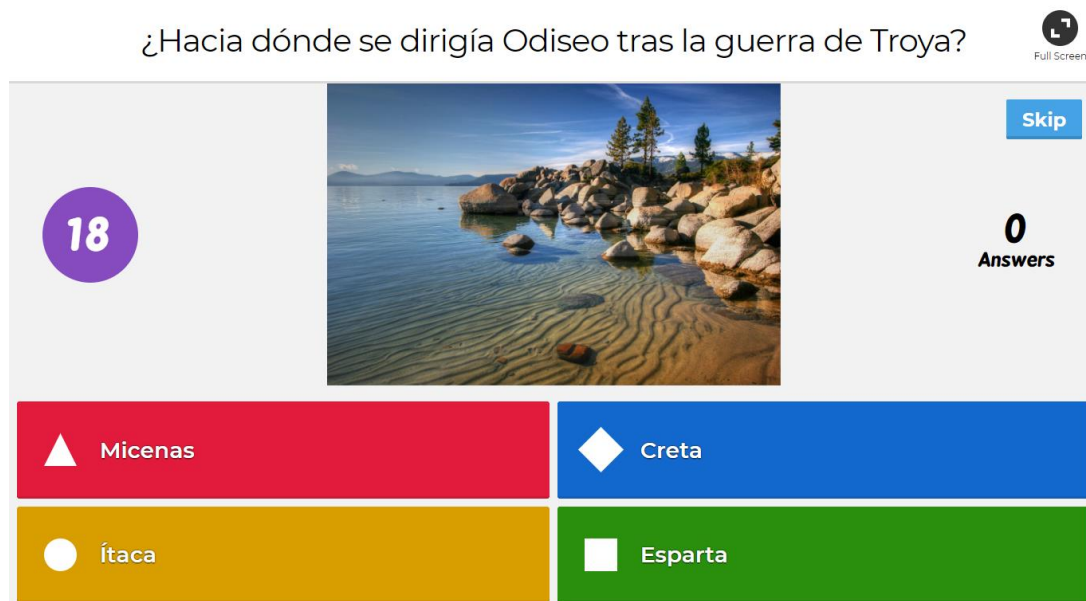 ¿Hacia dónde se dirigía Odiseo tras la guerra de Troya?
Full Screen
Skip
18
0
Answers
Micenas
Creta
Ítaca
Esparta